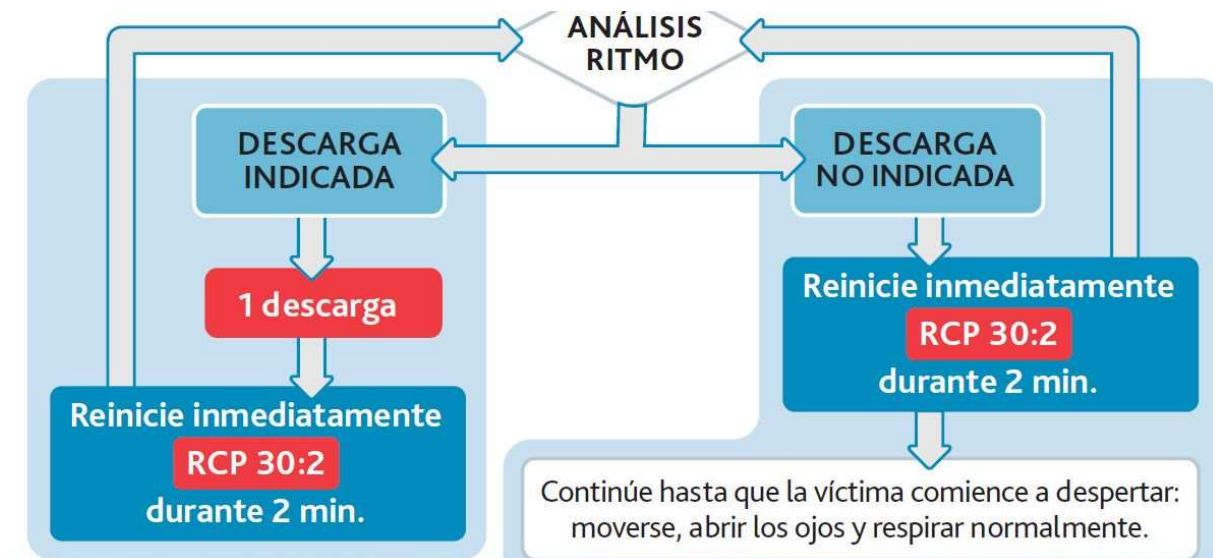 ANÁLISIS
RITMO
DESCARGA
INDICADA
1 descarga
Reinicie inmediatamente
RCP 30:2
durante 2 min.
DESCARGA
NO INDICADA
Reinicie inmediatamente
RCP 30:2
durante 2 min.
Continúe hasta que la víctima comience a despertar:
moverse, abrir los ojos y respirar normalmente.